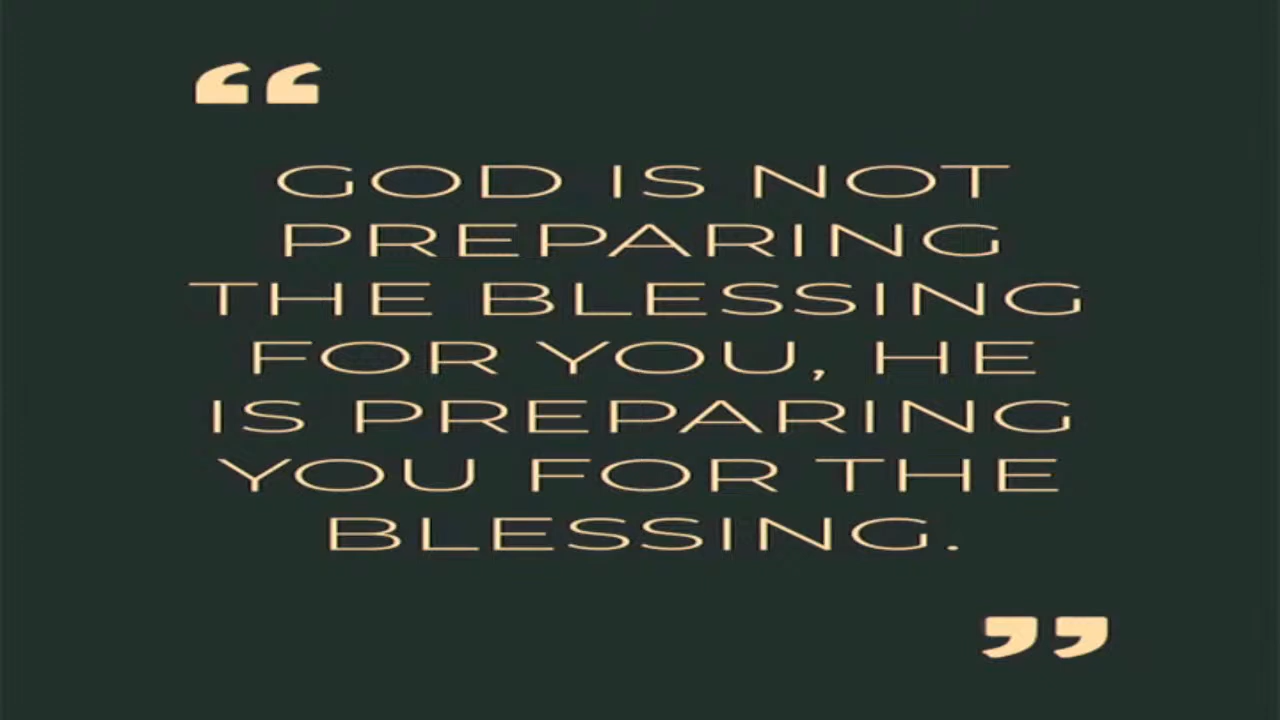 “
GOD IS NOT
PREPARING
THE BLESSING
FOR YOU, HE
IS PREPARING
YOU FOR THE
BLESSING.
”